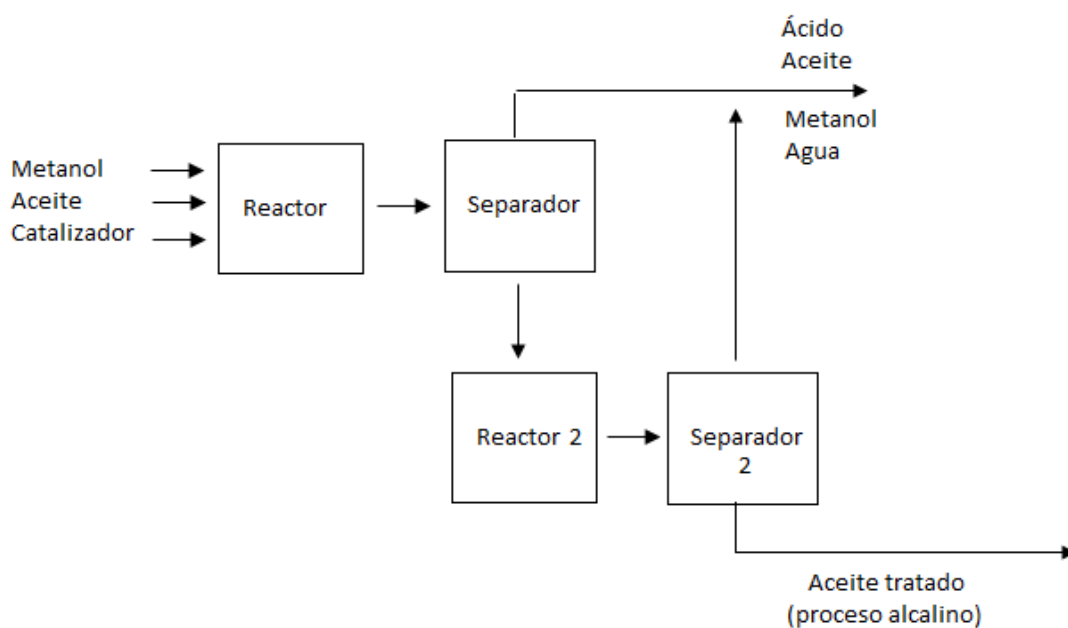 Ácido
Aceite
Metanol
Agua
Metanol
Aceite
Catalizador
Reactor
Separador
Reactor 2
Separador
2
Aceite tratado
(proceso alcalino)